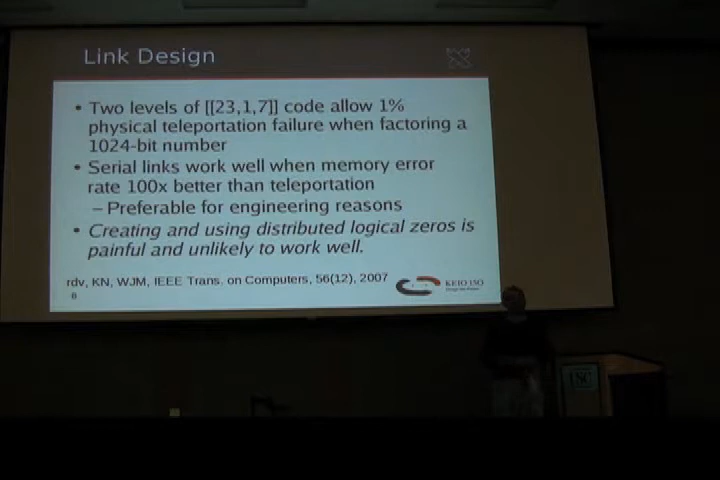 Link Design
• Two levels of [[23,1,7]] code allow 1%
physical teleportation failure when factoring a
1024-bit number
• Serial links work well when memory error
rate 100x better than teleportation
– Preferable for engineering reasons
• Creating and using distributed logical zeros is
painful and unlikely to work well.
rdv, KN, WJM, IEEE Trans. on Computers, 56(12), 2007
KEIO 150
SC